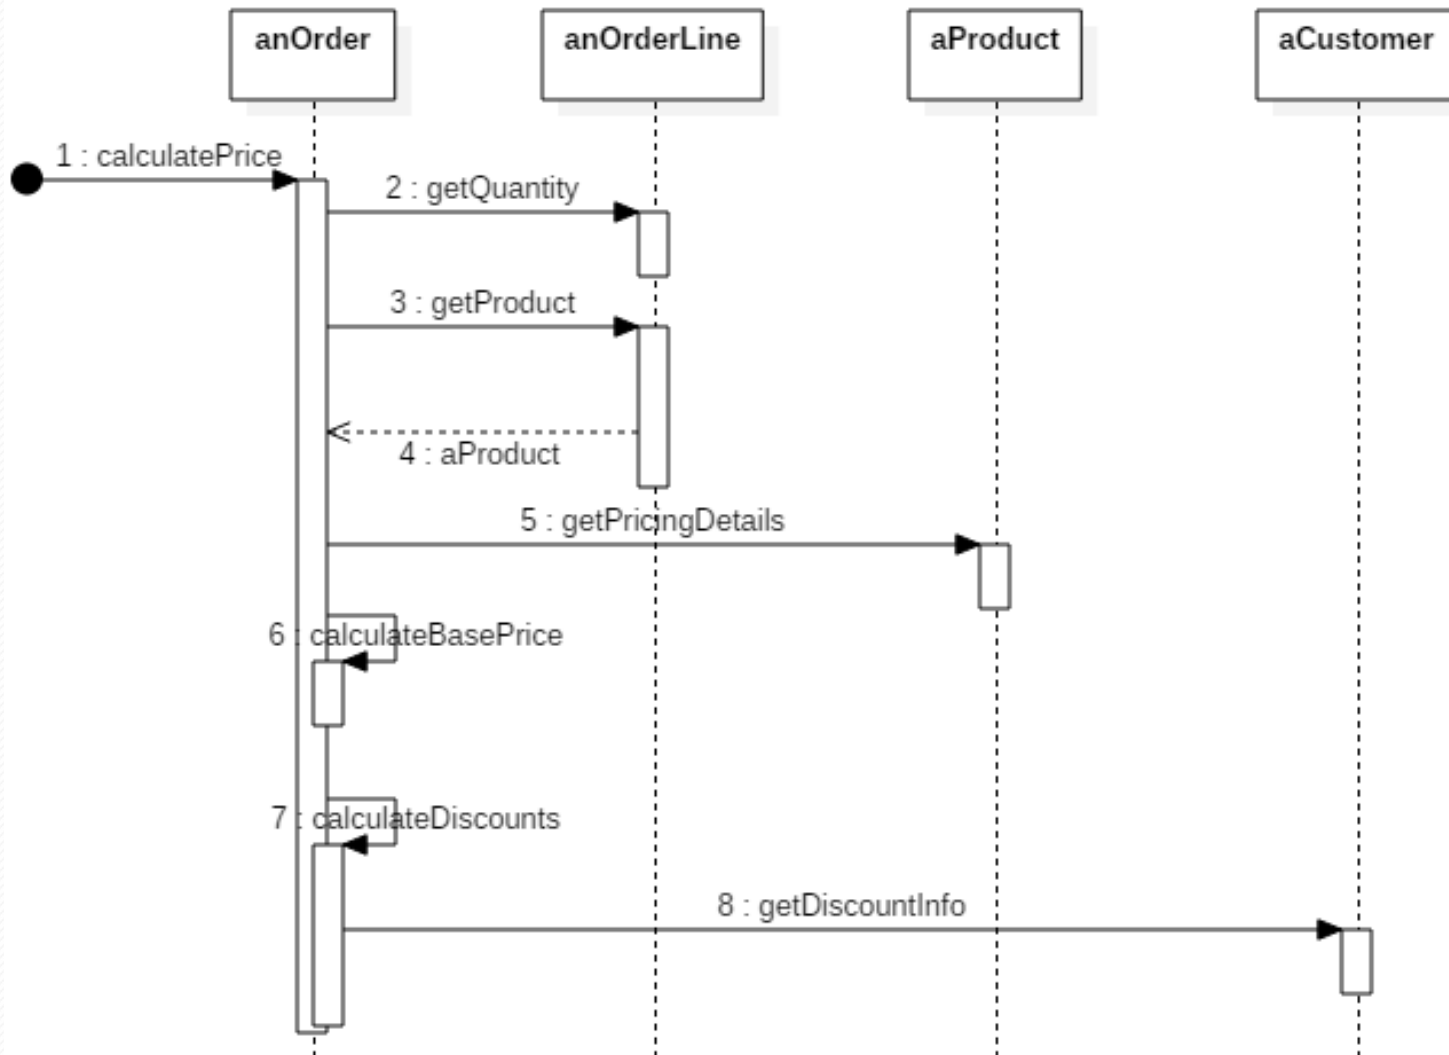 anOrder
anOrderLine
aProduct
aCustomer
1 : calculatePrice
2 : getQuantity
3 : getProduct
4 : aProduct
5 : getPricingDetails
6 : calculateBasePrice
7 : calculateDiscounts
8 : getDiscountInfo